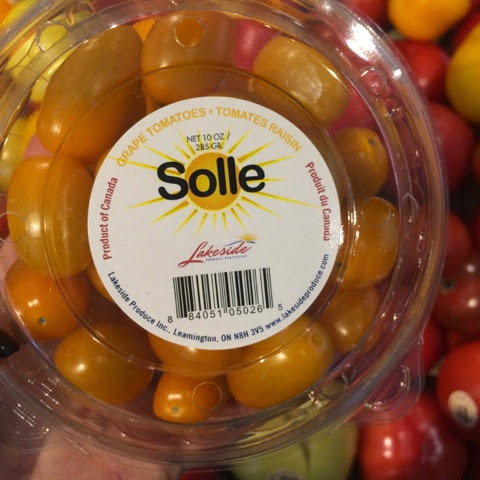 GRAPE TOMATOES • TOMATES RAISIN
NET 10 OZ /
285 GR.
Solle
Product of Canada
Produit du Canada
Lakeside
8 84051 05026 5
Lakeside Produce Inc., Leamington, ON N8H 3V5 www.lakesideproduce.com